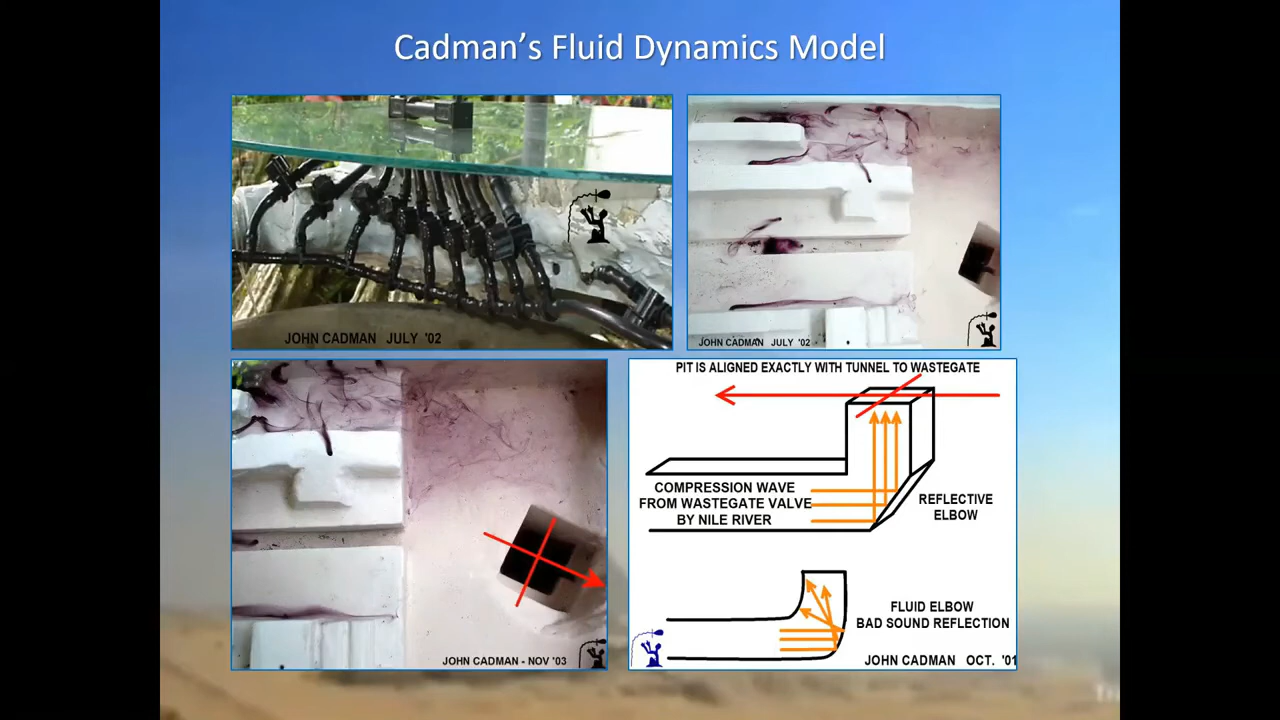 Cadman's Fluid Dynamics Model
JOHN CADMAN JULY '02
JOHN CADMAN JULY '02
JOHN CADMAN - NOV '03
PIT IS ALIGNED EXACTLY WITH TUNNEL TO WASTEGATE
COMPRESSION WAVE
FROM WASTEGATE VALVE
BY NILE RIVER
REFLECTIVE
ELBOW
FLUID ELBOW
BAD SOUND REFLECTION
JOHN CADMAN OCT. '01